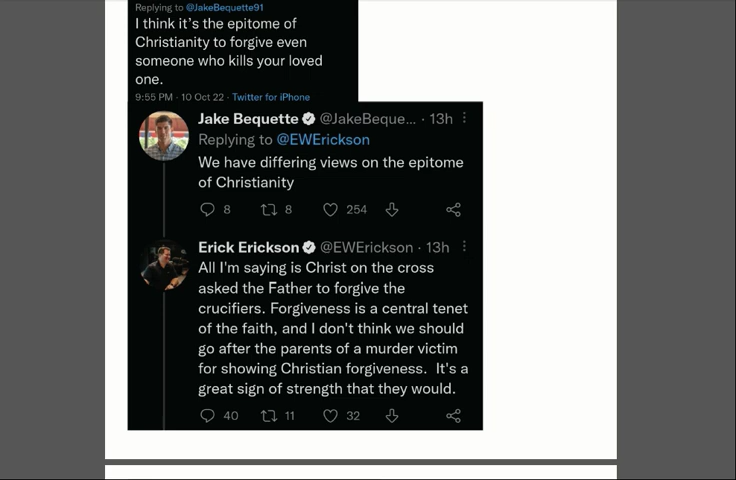 Replying to @JakeBequette91
I think it's the epitome of
Christianity to forgive even
someone who kills your loved
one.
9:55 PM · 10 Oct 22 · Twitter for iPhone
Jake Bequette @JakeBeque... · 13h
Replying to @EWErickson
We have differing views on the epitome
of Christianity
8 8 254
Erick Erickson @EWErickson · 13h
All I'm saying is Christ on the cross
asked the Father to forgive the
crucifiers. Forgiveness is a central tenet
of the faith, and I don't think we should
go after the parents of a murder victim
for showing Christian forgiveness. It's a
great sign of strength that they would.
40 11 32